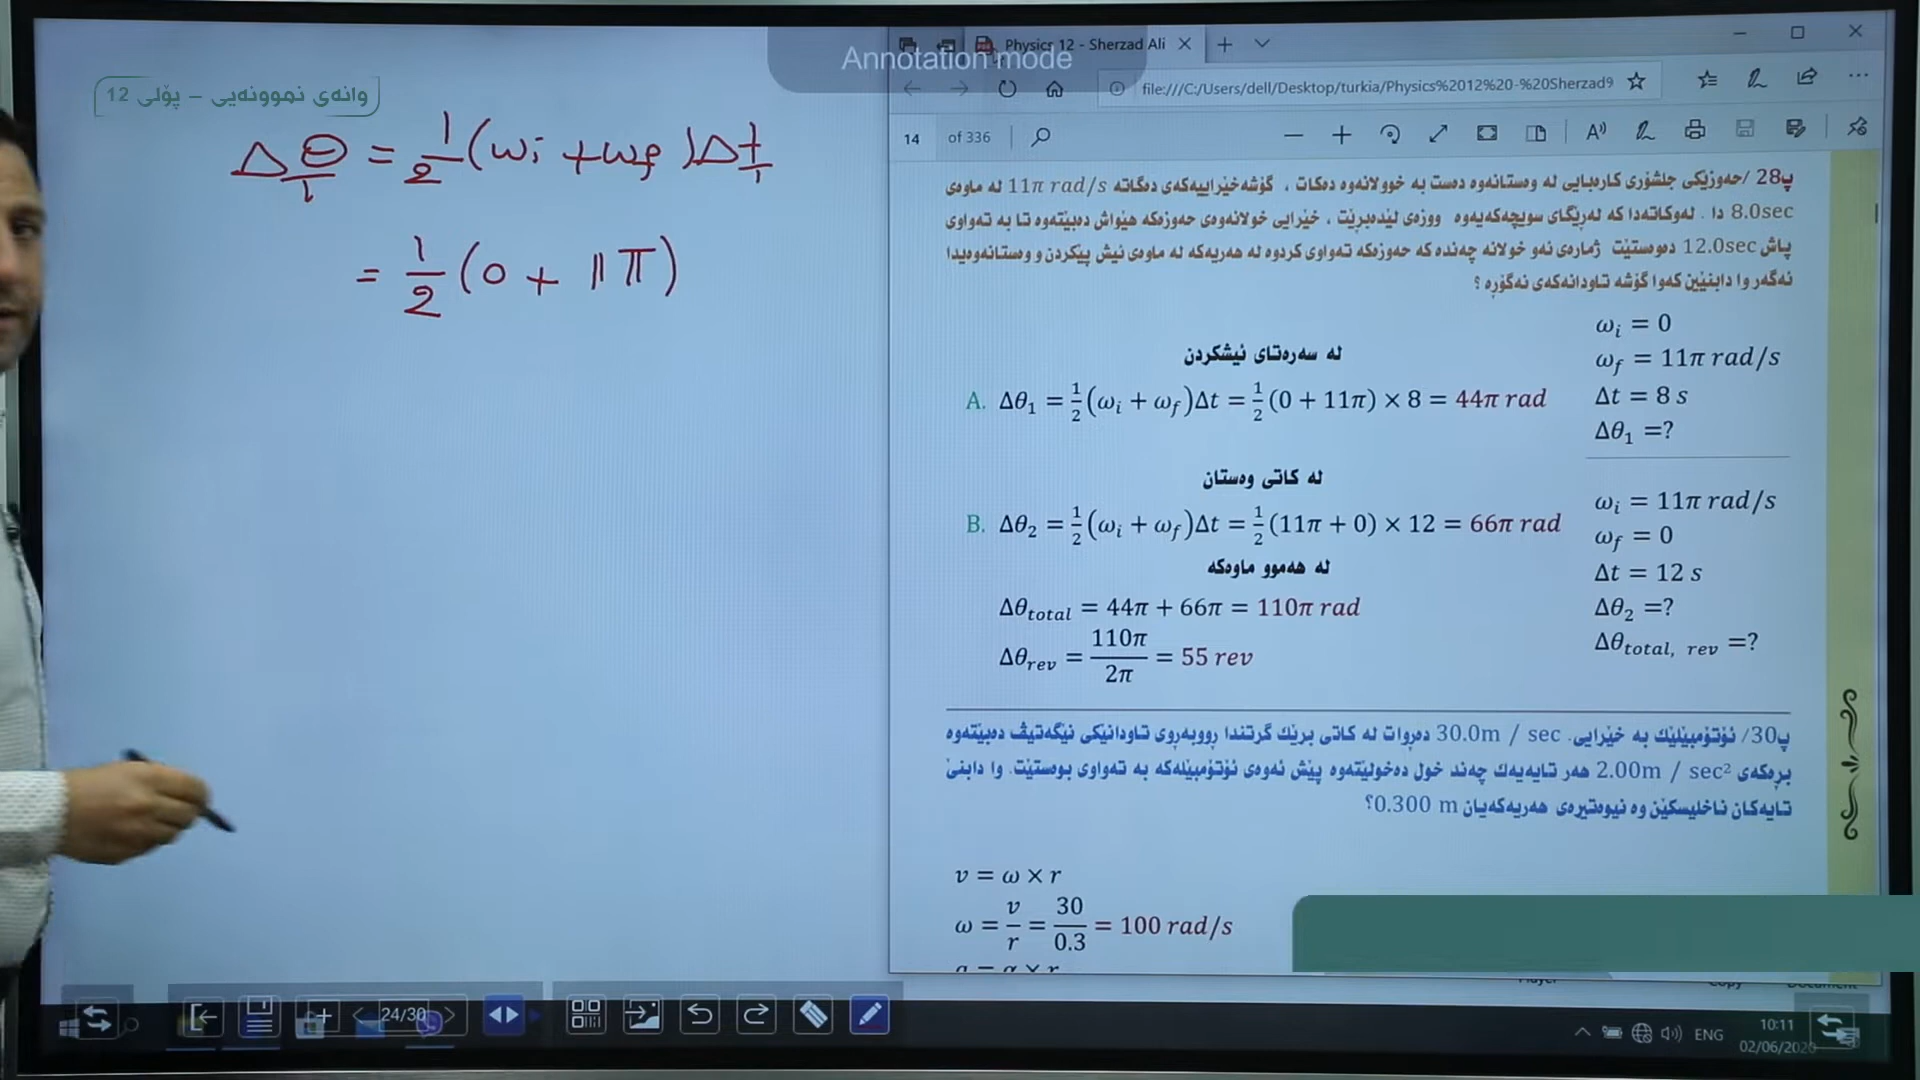 Annotation mode
وانەی نموونەیی – پۆلی 12
Δθ₁ = 1/2 (ωi + ωf) Δt₁
= 1/2 (0 + 11π)
Physics 12 - Sherzad Ali
file:///C:/Users/dell/Desktop/turkia/Physics%2012%20-%20Sherzad9
14 of 336
پ28/حەوزێکی جلشۆری کارەبایی لە وەستانەوە دەست بە خوولانەوە دەکات ، گۆشەخێراییەکەی دەگاتە 11π rad/s لە ماوەی
8.0sec دا . لەوکاتەدا کە لەڕێگای سویچەکەیەوە ووزەی لێدەبڕێت ، خێرایی خولانەوەی حەوزەکە هێواش دەبێتەوە تا بە تەواوی
پاش 12.0sec دەوەستێت ژمارەی ئەو خولانە چەندە کە حەوزەکە تەواوی کردوە لە هەریەکە لە ماوەی ئیش پێکردن و وەستانەوەیدا
ئەگەر وا دابنێین کەوا گۆشە تاودانەکەی نەگۆڕە ؟
ωi = 0
ωf = 11π rad/s
Δt = 8 s
Δθ₁ =?
لە سەرەتای ئیشکردن
A. Δθ₁ = 1/2 (ωi + ωf)Δt = 1/2 (0 + 11π) × 8 = 44π rad
لە کاتی وەستان
B. Δθ₂ = 1/2 (ωi + ωf)Δt = 1/2 (11π + 0) × 12 = 66π rad
ωi = 11π rad/s
ωf = 0
Δt = 12 s
Δθ₂ =?
Δθtotal, rev =?
لە هەموو ماوەکە
Δθtotal = 44π + 66π = 110π rad
Δθrev = 110π/2π = 55 rev
پ30/ ئۆتۆمبێلێك بە خێرایی 30.0m / sec دەڕوات لە کاتی برێك گرتندا ڕووبەڕوی تاودانێکی نێگەتیڤ دەبێتەوە
بڕەکەی 2.00m / sec² هەر تایەیەك چەند خول دەخولێتەوە پێش ئەوەی ئۆتۆمبێلەکە بە تەواوی بوەستێت. وا دابنێ
تایەکان ناخلیسکێن وە نیوەتیرەی هەریەکەیان 0.300 m؟
v = ω × r
ω = v/r = 30/0.3 = 100 rad/s
a = α × r
24/30
ENG
10:11
02/06/2020